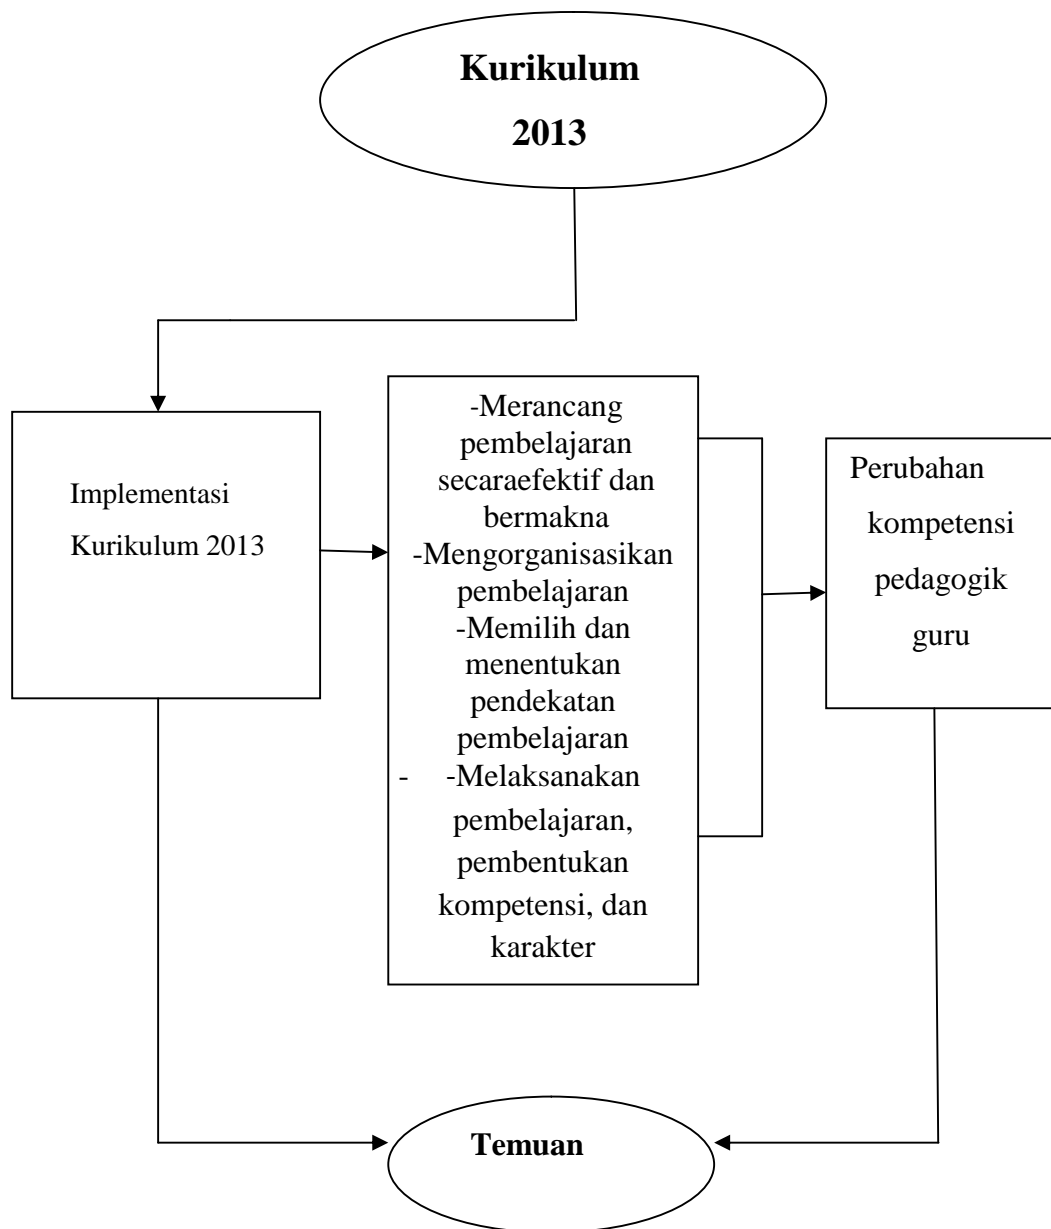 Kurikulum
2013
Implementasi
Kurikulum 2013
-Merancang
pembelajaran
secaraefektif dan
bermakna
-Mengorganisasikan
pembelajaran
-Memilih dan
menentukan
pendekatan
pembelajaran
- -Melaksanakan
pembelajaran,
pembentukan
kompetensi, dan
karakter
Perubahan
kompetensi
pedagogik
guru
Temuan